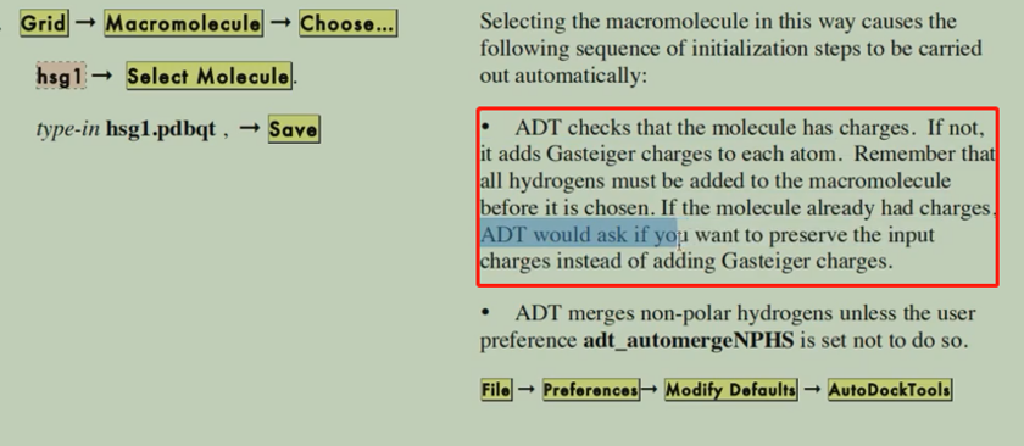 Grid → Macromolecule → Choose...
hsg1 → Select Molecule.
type-in hsg1.pdbqt , → Save
Selecting the macromolecule in this way causes the
following sequence of initialization steps to be carried
out automatically:
• ADT checks that the molecule has charges. If not,
it adds Gasteiger charges to each atom. Remember that
all hydrogens must be added to the macromolecule
before it is chosen. If the molecule already had charges,
ADT would ask if you want to preserve the input
charges instead of adding Gasteiger charges.
• ADT merges non-polar hydrogens unless the user
preference adt_automergeNPHS is set not to do so.
File → Preferences → Modify Defaults → AutoDockTools